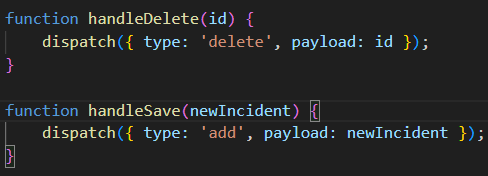 function handleDelete(id) {
    dispatch({ type: 'delete', payload: id });
}
function handleSave(newIncident) {
    dispatch({ type: 'add', payload: newIncident });
}